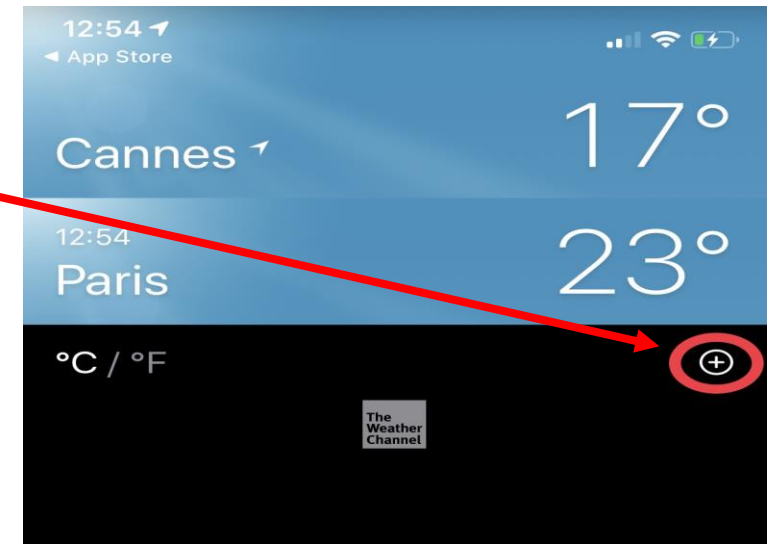 12:54
◀ App Store
Cannes 17°
12:54
Paris 23°
°C / °F
The
Weather
Channel